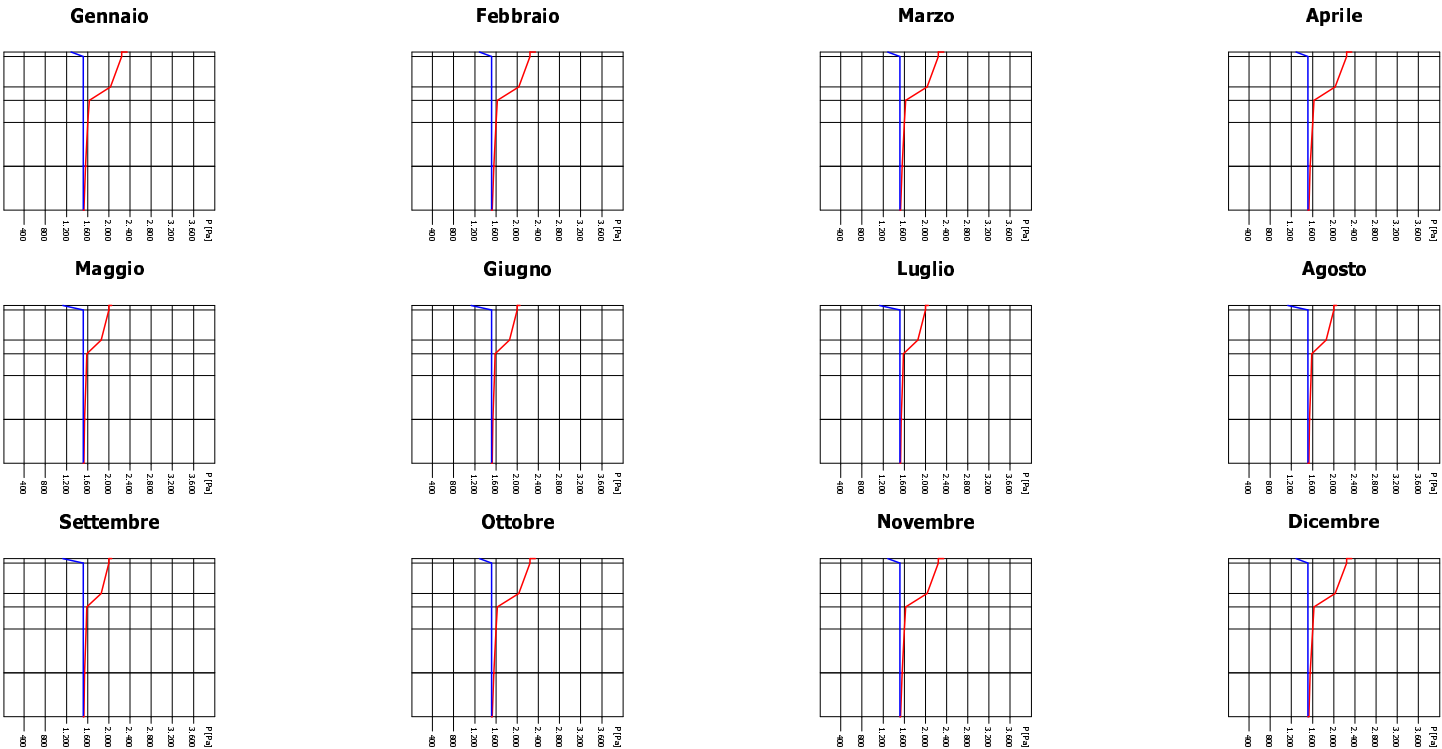 Gennaio Febbraio Marzo Aprile
400 800 1.200 1.600 2.000 2.400 2.800 3.200 3.600 P [Pa] 400 800 1.200 1.600 2.000 2.400 2.800 3.200 3.600 P [Pa] 400 800 1.200 1.600 2.000 2.400 2.800 3.200 3.600 P [Pa] 400 800 1.200 1.600 2.000 2.400 2.800 3.200 3.600 P [Pa]
Maggio Giugno Luglio Agosto
400 800 1.200 1.600 2.000 2.400 2.800 3.200 3.600 P [Pa] 400 800 1.200 1.600 2.000 2.400 2.800 3.200 3.600 P [Pa] 400 800 1.200 1.600 2.000 2.400 2.800 3.200 3.600 P [Pa] 400 800 1.200 1.600 2.000 2.400 2.800 3.200 3.600 P [Pa]
Settembre Ottobre Novembre Dicembre
400 800 1.200 1.600 2.000 2.400 2.800 3.200 3.600 P [Pa] 400 800 1.200 1.600 2.000 2.400 2.800 3.200 3.600 P [Pa] 400 800 1.200 1.600 2.000 2.400 2.800 3.200 3.600 P [Pa] 400 800 1.200 1.600 2.000 2.400 2.800 3.200 3.600 P [Pa]